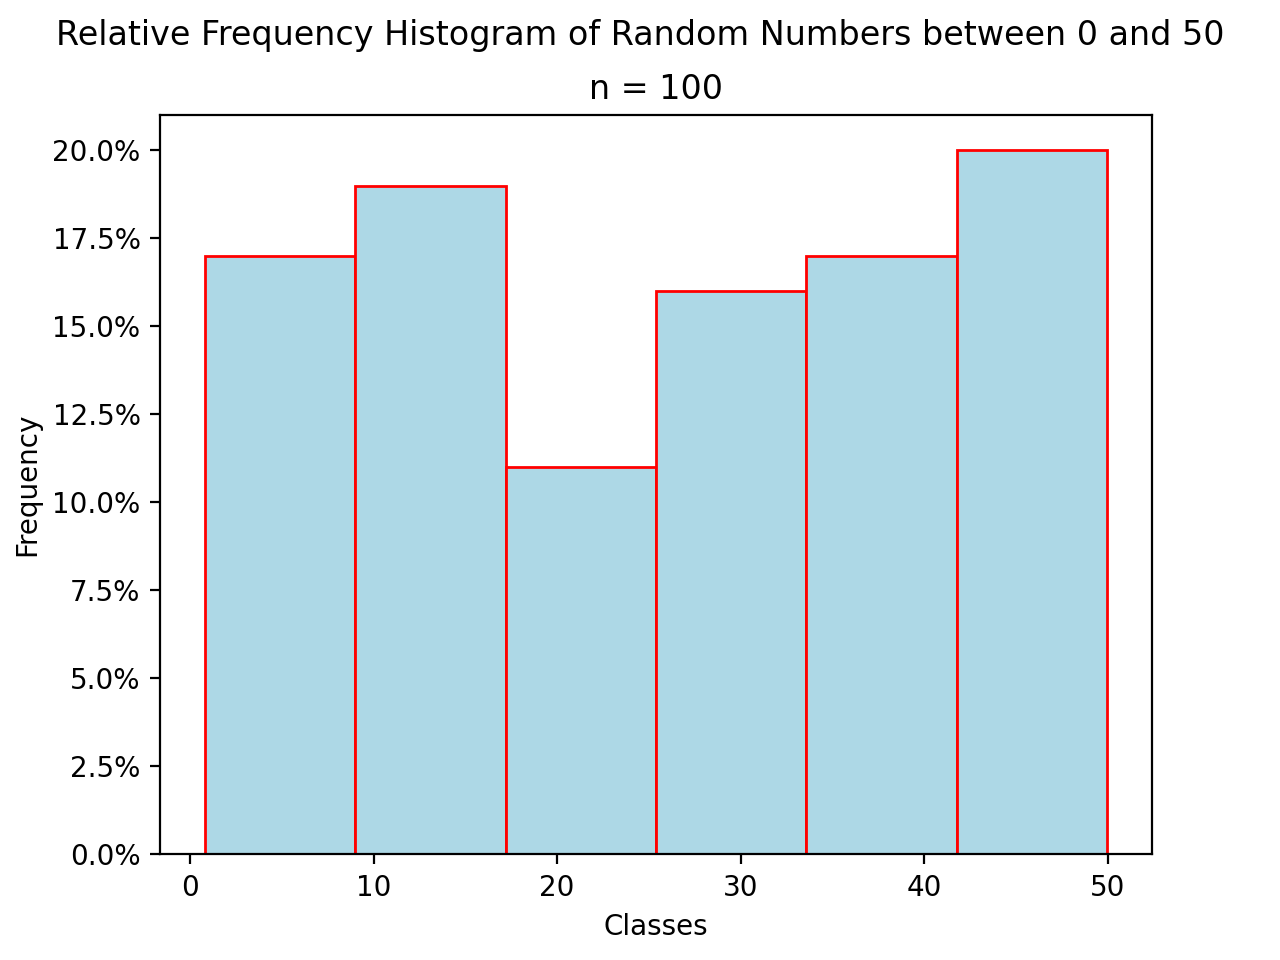 Relative Frequency Histogram of Random Numbers between 0 and 50
n = 100
20.0%
17.5%
15.0%
12.5%
10.0%
7.5%
5.0%
2.5%
0.0%
Frequency
0 10 20 30 40 50
Classes